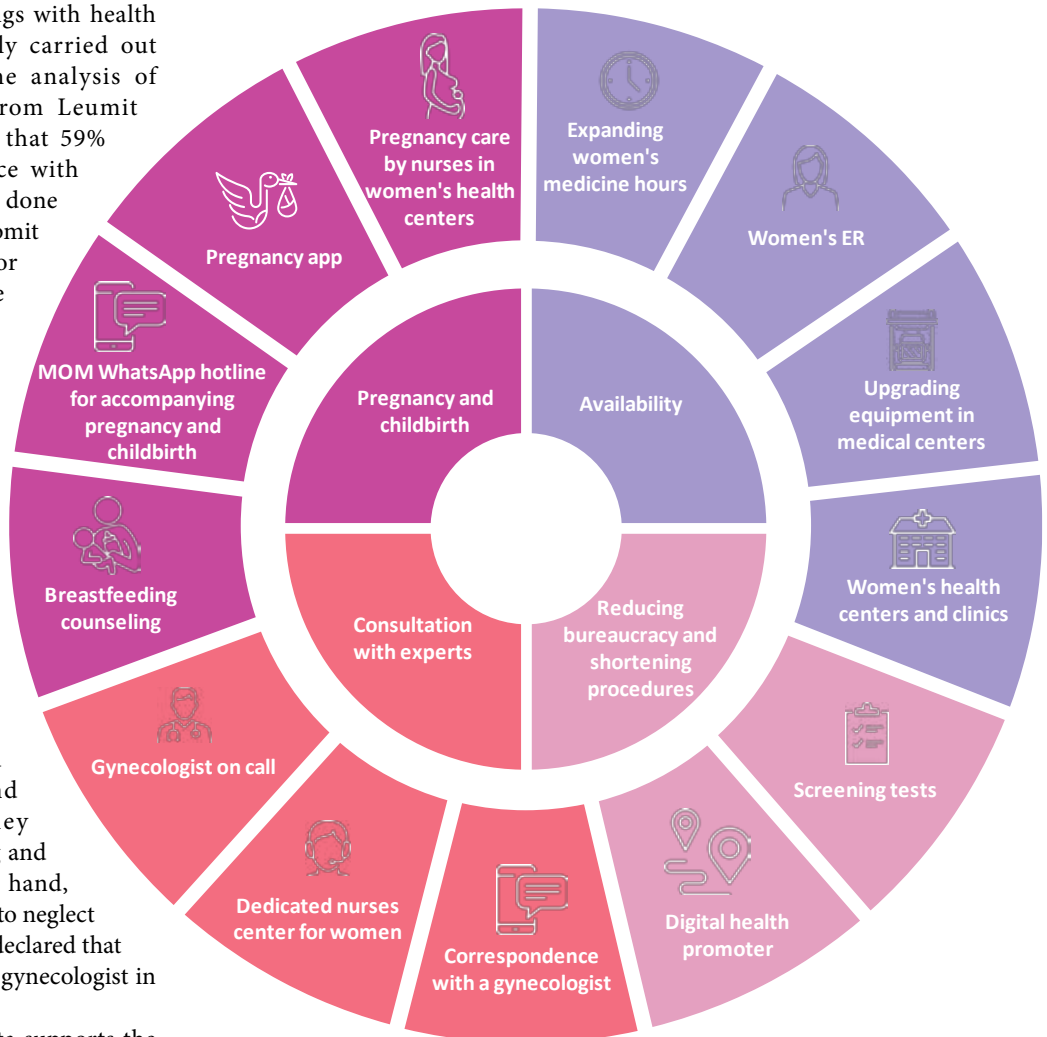 gs with health
ly carried out
ne analysis of
rom Leumit
that 59%
ce with
done
omit
or
e
nd
ey
g and
hand,
to neglect
declared that
gynecologist in
supports the
Pregnancy care
by nurses in
women's health
centers
Expanding
women's
medicine hours
Women's ER
Upgrading
equipment in
medical centers
Women's health
centers and clinics
Screening tests
Digital health
promoter
Correspondence
with a gynecologist
Dedicated nurses
center for women
Gynecologist on call
Breastfeeding
counseling
MOM WhatsApp hotline
for accompanying
pregnancy and
childbirth
Pregnancy app
Pregnancy and
childbirth
Availability
Consultation
with experts
Reducing
bureaucracy and
shortening
procedures